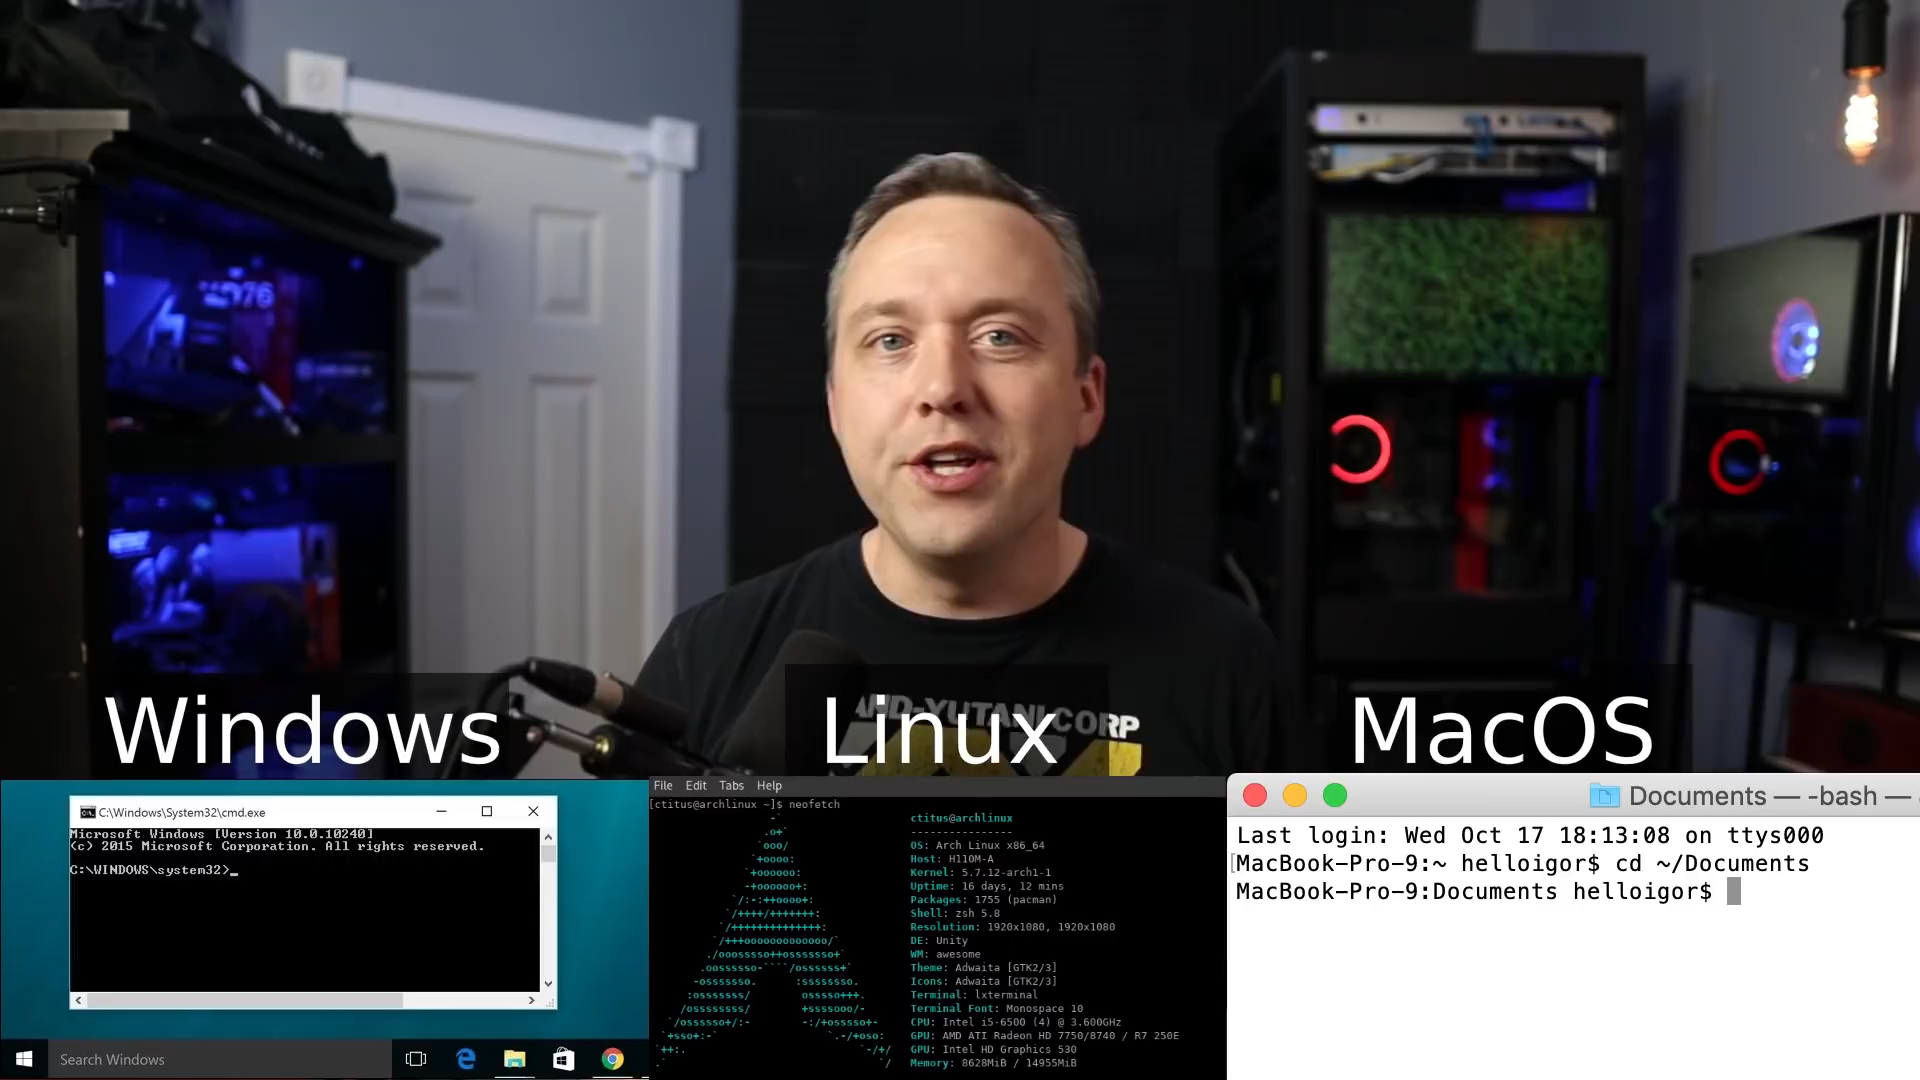 Windows
Linux
MacOS
CORP
C:\Windows\System32\cmd.exe
Microsoft Windows [Version 10.0.10240]
(c) 2015 Microsoft Corporation. All rights reserved.
C:\WINDOWS\system32>_
Search Windows
File Edit Tabs Help
[ctitus@archlinux ~]$ neofetch
ctitus@archlinux
----------------
OS: Arch Linux x86_64
Host: H110M-A
Kernel: 5.7.12-arch1-1
Uptime: 16 days, 12 mins
Packages: 1755 (pacman)
Shell: zsh 5.8
Resolution: 1920x1080, 1920x1080
DE: Unity
WM: awesome
Theme: Adwaita [GTK2/3]
Icons: Adwaita [GTK2/3]
Terminal: lxterminal
Terminal Font: Monospace 10
CPU: Intel i5-6500 (4) @ 3.600GHz
GPU: AMD ATI Radeon HD 7750/8740 / R7 250E
GPU: Intel HD Graphics 530
Memory: 8628MiB / 14955MiB
Documents — -bash —
Last login: Wed Oct 17 18:13:08 on ttys000
MacBook-Pro-9:~ helloigor$ cd ~/Documents
MacBook-Pro-9:Documents helloigor$